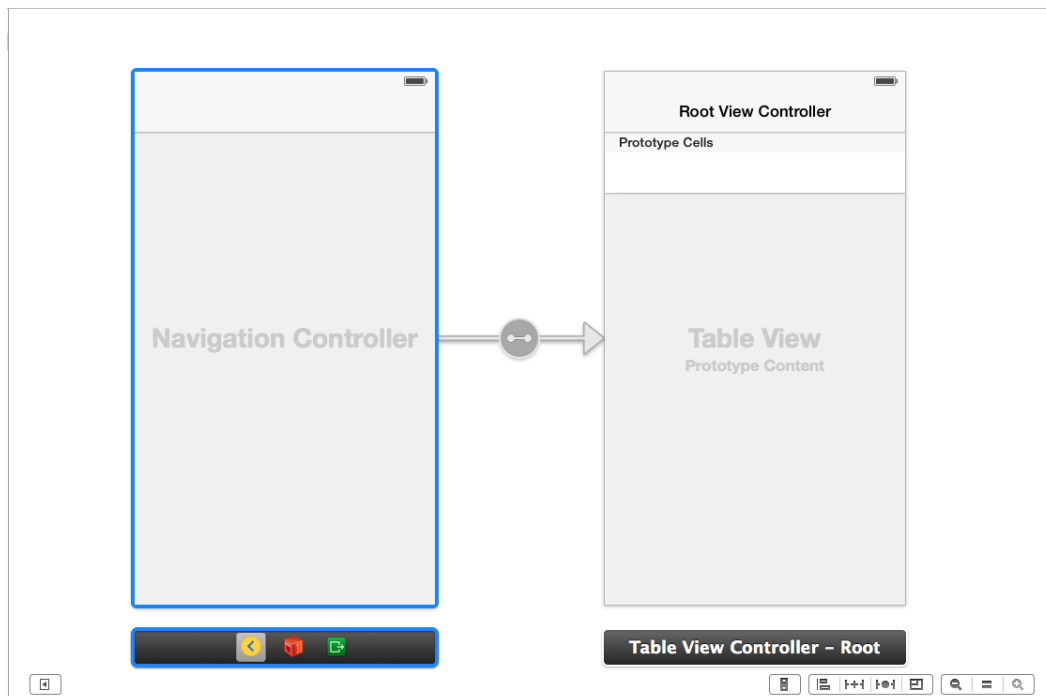 Root View Controller
Prototype Cells
Navigation Controller
Table View
Prototype Content
Table View Controller – Root